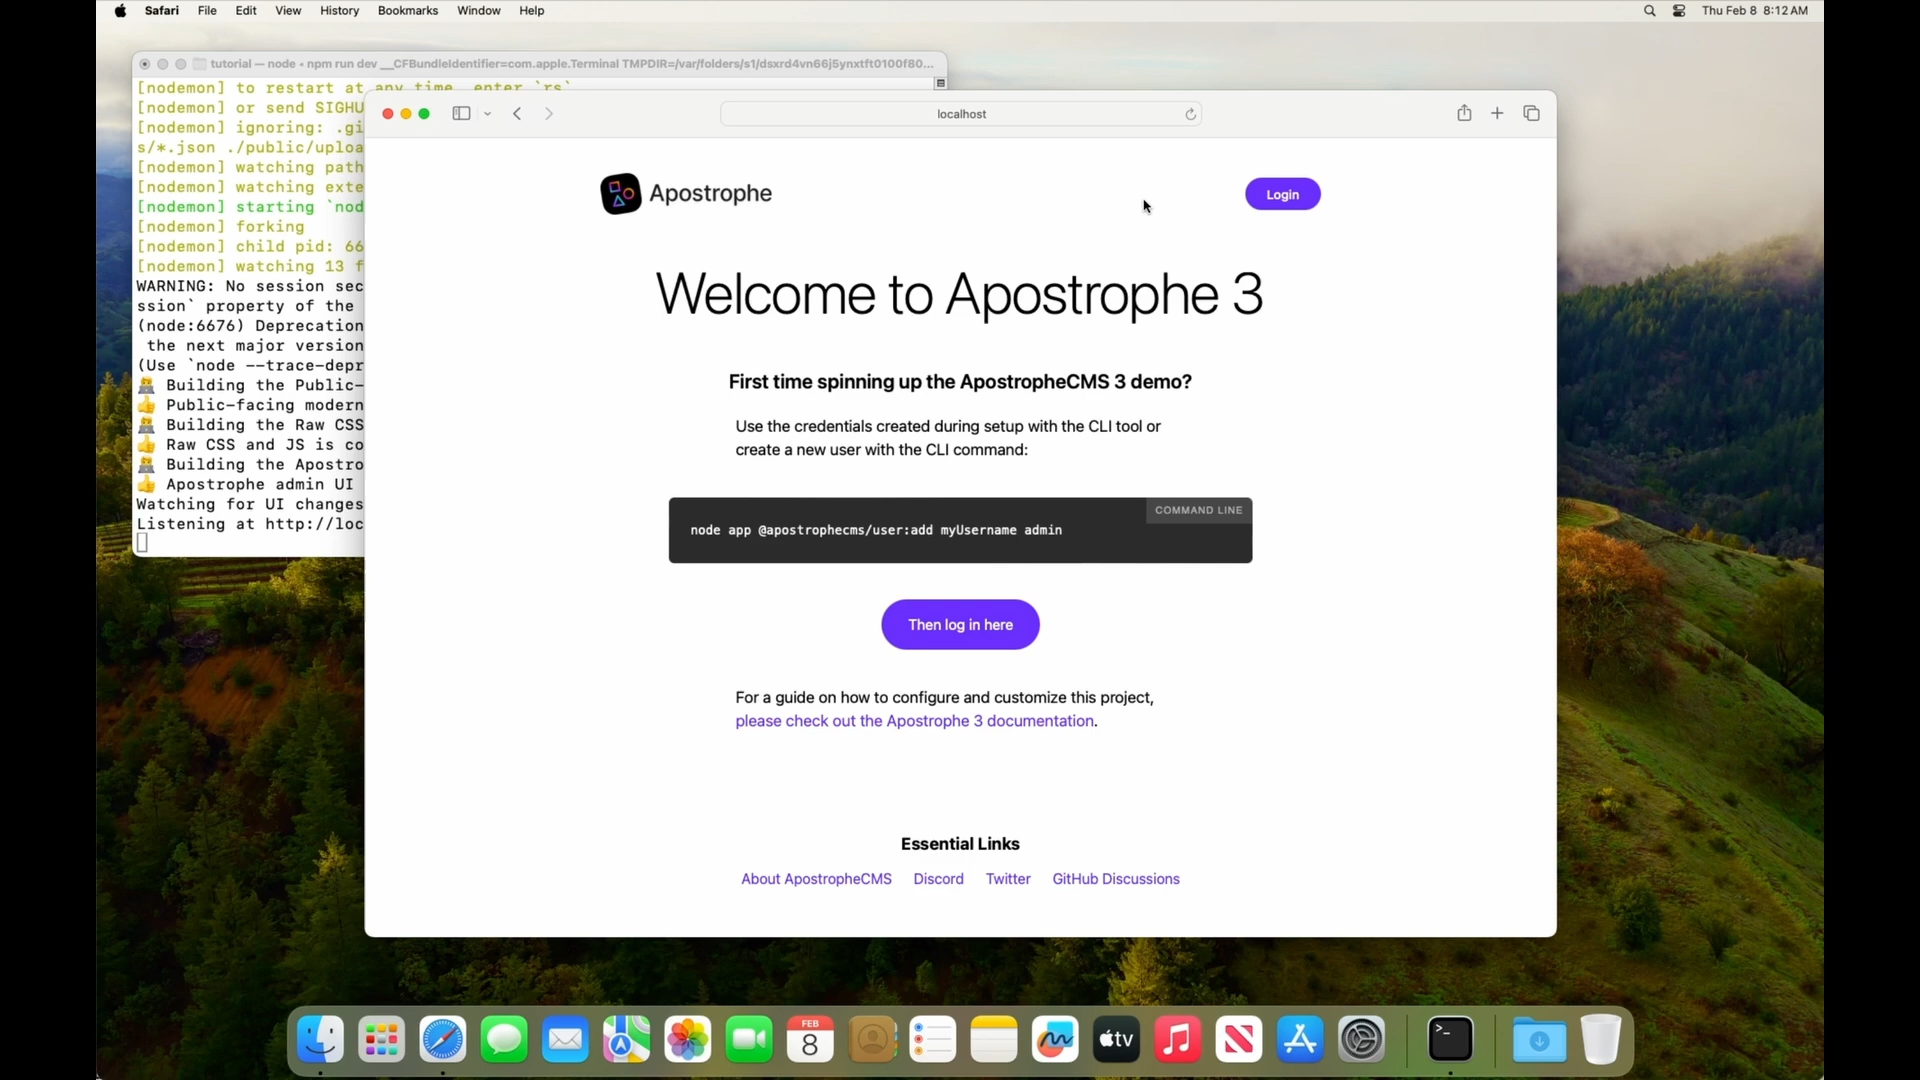 Safari File Edit View History Bookmarks Window Help
Thu Feb 8 8:12 AM
tutorial — node ◂ npm run dev __CFBundleIdentifier=com.apple.Terminal TMPDIR=/var/folders/s1/dsxrd4vn66j5ynxtft0100f80...
[nodemon] to restart at any time, enter `rs`
[nodemon] or send SIGHU
[nodemon] ignoring: .gi
s/*.json ./public/uploa
[nodemon] watching path
[nodemon] watching exte
[nodemon] starting `nod
[nodemon] forking
[nodemon] child pid: 66
[nodemon] watching 13 f
WARNING: No session sec
ssion` property of the
(node:6676) Deprecation
the next major version
(Use `node --trace-depr
Building the Public-
Public-facing modern
Building the Raw CSS
Raw CSS and JS is co
Building the Apostro
Apostrophe admin UI
Watching for UI changes
Listening at http://loc
localhost
Apostrophe
Login
Welcome to Apostrophe 3
First time spinning up the ApostropheCMS 3 demo?
Use the credentials created during setup with the CLI tool or
create a new user with the CLI command:
COMMAND LINE
node app @apostrophecms/user:add myUsername admin
Then log in here
For a guide on how to configure and customize this project,
please check out the Apostrophe 3 documentation.
Essential Links
About ApostropheCMS Discord Twitter GitHub Discussions
FEB
8
tv